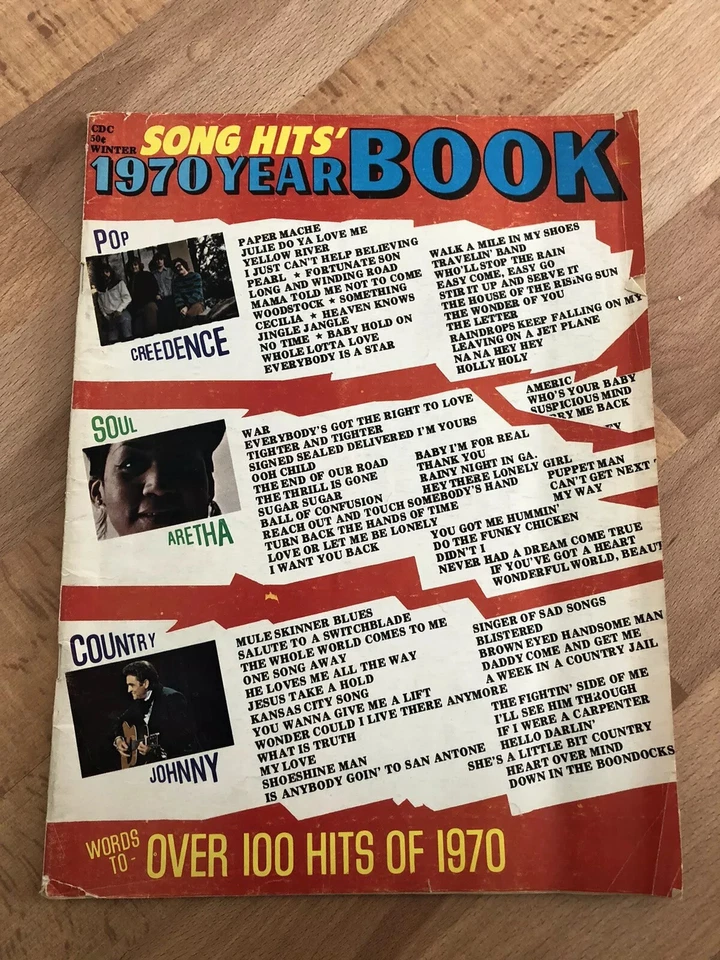 CDC
50¢
WINTER
SONG HITS'
1970 YEAR BOOK
POP
CREEDENCE
PAPER MACHE
JULIE DO YA LOVE ME
YELLOW RIVER
I JUST CAN'T HELP BELIEVING
PEARL ★ FORTUNATE SON
LONG AND WINDING ROAD
MAMA TOLD ME NOT TO COME
WOODSTOCK ★ SOMETHING
CECILIA ★ HEAVEN KNOWS
JINGLE JANGLE
NO TIME ★ BABY HOLD ON
WHOLE LOTTA LOVE
EVERYBODY IS A STAR
WALK A MILE IN MY SHOES
TRAVELIN' BAND
WHO'LL STOP THE RAIN
EASY COME, EASY GO
STIR IT UP AND SERVE IT
THE HOUSE OF THE RISING SUN
THE WONDER OF YOU
THE LETTER
RAINDROPS KEEP FALLING ON MY
LEAVING ON A JET PLANE
NA NA HEY HEY
HOLLY HOLY
SOUL
ARETHA
WAR
EVERYBODY'S GOT THE RIGHT TO LOVE
TIGHTER AND TIGHTER
SIGNED SEALED DELIVERED I'M YOURS
OOH CHILD
THE END OF OUR ROAD
THE THRILL IS GONE
SUGAR SUGAR
BALL OF CONFUSION
REACH OUT AND TOUCH SOMEBODY'S HAND
TURN BACK THE HANDS OF TIME
LOVE OR LET ME BE LONELY
I WANT YOU BACK
BABY I'M FOR REAL
THANK YOU
RAINY NIGHT IN GA.
HEY THERE LONELY GIRL
YOU GOT ME HUMMIN'
DO THE FUNKY CHICKEN
DIDN'T I
NEVER HAD A DREAM COME TRUE
IF YOU'VE GOT A HEART
WONDERFUL WORLD, BEAUT
AMERIC
WHO'S YOUR BABY
SUSPICIOUS MIND
RY ME BACK
EY
PUPPET MAN
CAN'T GET NEXT
MY WAY
COUNTRY
JOHNNY
MULE SKINNER BLUES
SALUTE TO A SWITCHBLADE
THE WHOLE WORLD COMES TO ME
ONE SONG AWAY
HE LOVES ME ALL THE WAY
JESUS TAKE A HOLD
KANSAS CITY SONG
YOU WANNA GIVE ME A LIFT
WONDER COULD I LIVE THERE ANYMORE
WHAT IS TRUTH
MY LOVE
SHOESHINE MAN
IS ANYBODY GOIN' TO SAN ANTONE
SINGER OF SAD SONGS
BLISTERED
BROWN EYED HANDSOME MAN
DADDY COME AND GET ME
A WEEK IN A COUNTRY JAIL
THE FIGHTIN' SIDE OF ME
I'LL SEE HIM THROUGH
IF I WERE A CARPENTER
HELLO DARLIN'
SHE'S A LITTLE BIT COUNTRY
HEART OVER MIND
DOWN IN THE BOONDOCKS
WORDS
TO - OVER 100 HITS OF 1970